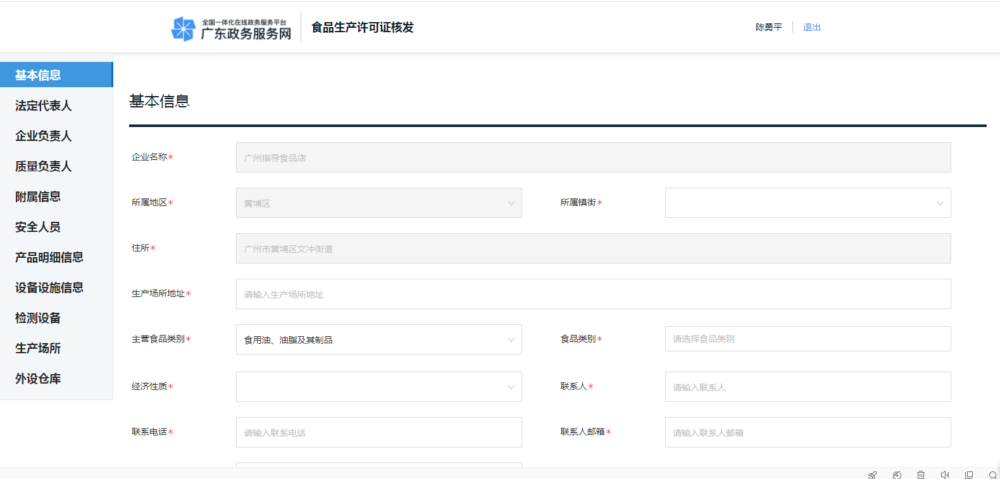 全国一体化在线政务服务平台
广东政务服务网
食品生产许可证核发
陈勇平
退出
基本信息
法定代表人
企业负责人
质量负责人
附属信息
安全人员
产品明细信息
设备设施信息
检测设备
生产场所
外设仓库
基本信息
企业名称*
广州指导食品店
所属地区*
黄埔区
所属镇街*
住所*
广州市黄埔区文冲街道
生产场所地址*
请输入生产场所地址
主营食品类别*
食用油、油脂及其制品
食品类别*
请选择食品类别
经济性质*
联系人*
请输入联系人
联系电话*
请输入联系电话
联系人邮箱*
请输入联系人邮箱